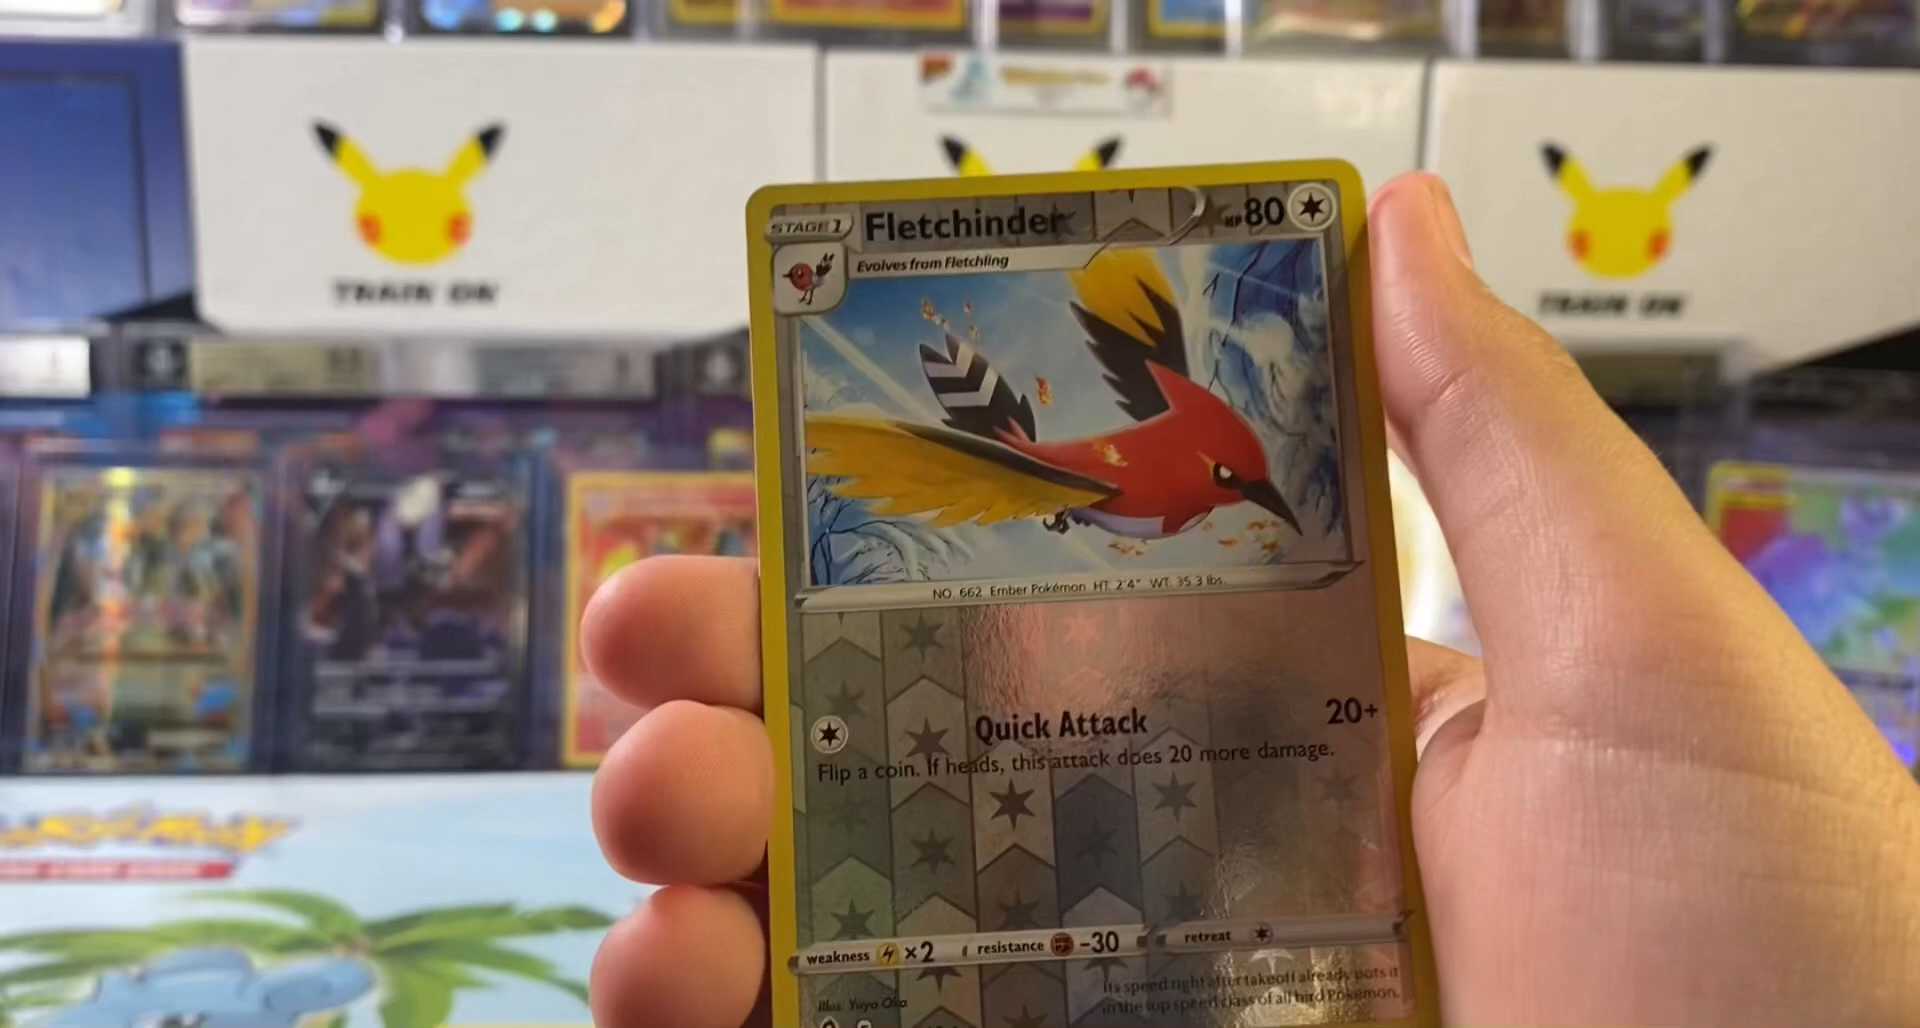 TRAIN ON
TRAIN ON
STAGE 1
Fletchinder
HP 80
Evolves from Fletchling
NO. 662 Ember Pokémon HT: 2'4" WT: 35.3 lbs.
Quick Attack
20+
Flip a coin. If heads, this attack does 20 more damage.
weakness ×2 resistance -30 retreat
Illus. Yuya Oka
Its speed right after takeoff already puts it
in the top speed class of all bird Pokémon.